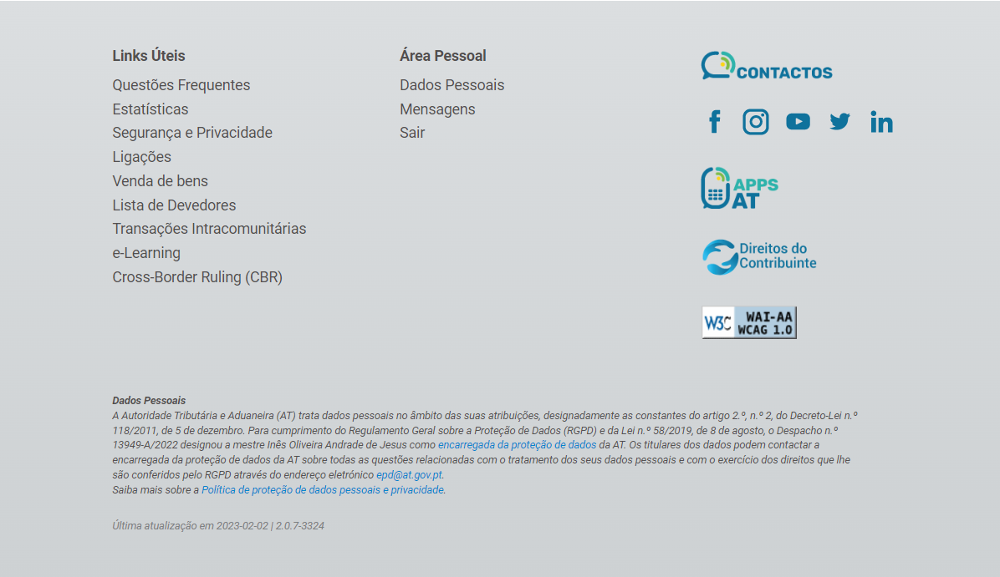 Links Úteis
Questões Frequentes
Estatísticas
Segurança e Privacidade
Ligações
Venda de bens
Lista de Devedores
Transações Intracomunitárias
e-Learning
Cross-Border Ruling (CBR)
Área Pessoal
Dados Pessoais
Mensagens
Sair
CONTACTOS
APPS
AT
Direitos do
Contribuinte
W3C WAI-AA
WCAG 1.0
Dados Pessoais
A Autoridade Tributária e Aduaneira (AT) trata dados pessoais no âmbito das suas atribuições, designadamente as constantes do artigo 2.º, n.º 2, do Decreto-Lei n.º
118/2011, de 5 de dezembro. Para cumprimento do Regulamento Geral sobre a Proteção de Dados (RGPD) e da Lei n.º 58/2019, de 8 de agosto, o Despacho n.º
13949-A/2022 designou a mestre Inês Oliveira Andrade de Jesus como encarregada da proteção de dados da AT. Os titulares dos dados podem contactar a
encarregada da proteção de dados da AT sobre todas as questões relacionadas com o tratamento dos seus dados pessoais e com o exercício dos direitos que lhe
são conferidos pelo RGPD através do endereço eletrónico epd@at.gov.pt.
Saiba mais sobre a Política de proteção de dados pessoais e privacidade.
Última atualização em 2023-02-02 | 2.0.7-3324